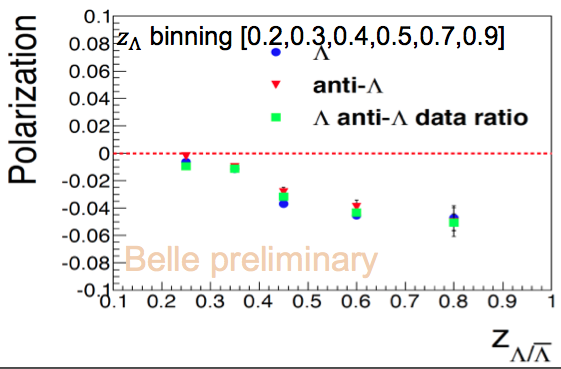 Polarization
z_Λ binning [0.2,0.3,0.4,0.5,0.7,0.9]
Λ
anti-Λ
Λ anti-Λ data ratio
0.1
0.08
0.06
0.04
0.02
0
-0.02
-0.04
-0.06
-0.08
-0.1
Belle preliminary
0.1 0.2 0.3 0.4 0.5 0.6 0.7 0.8 0.9 1
z_Λ/Λ̅